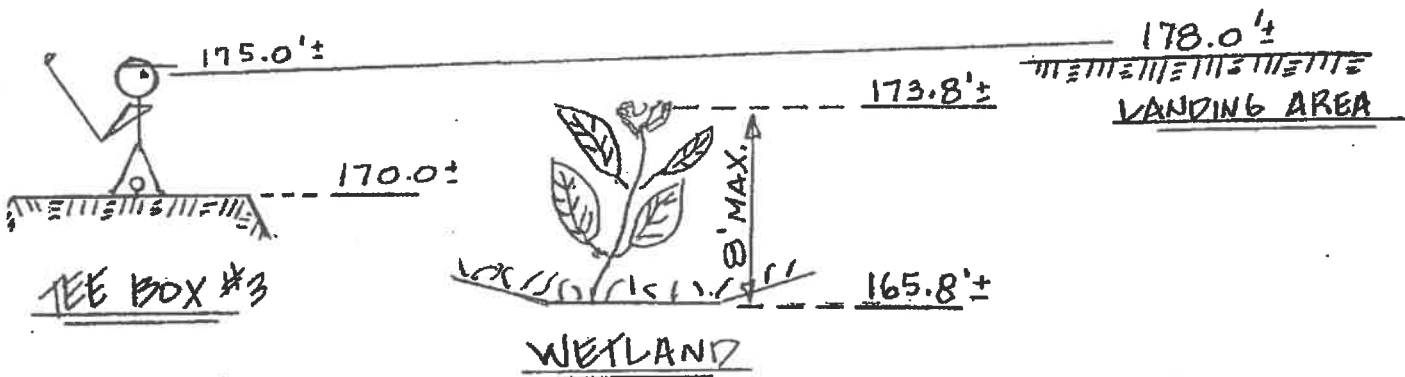 175.0'±
178.0'±
173.8'±
LANDING AREA
8' MAX.
170.0±
165.8'±
TEE BOX #3
WETLAND